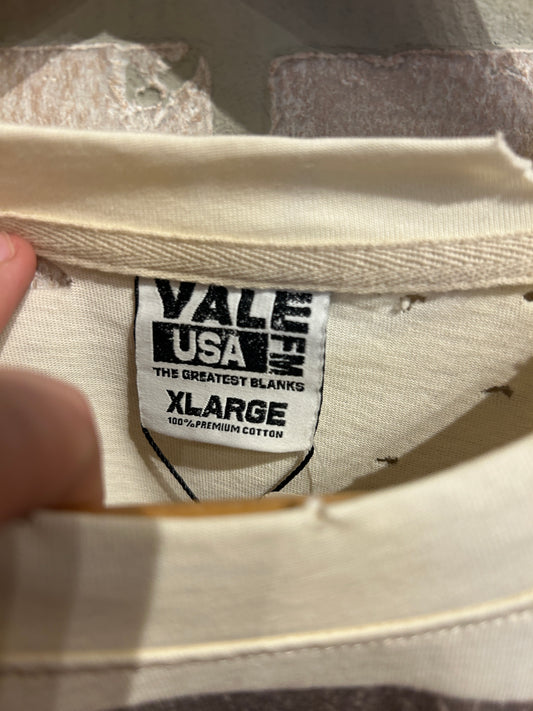 VALE
FM
USA
THE GREATEST BLANKS
XLARGE
100% PREMIUM COTTON